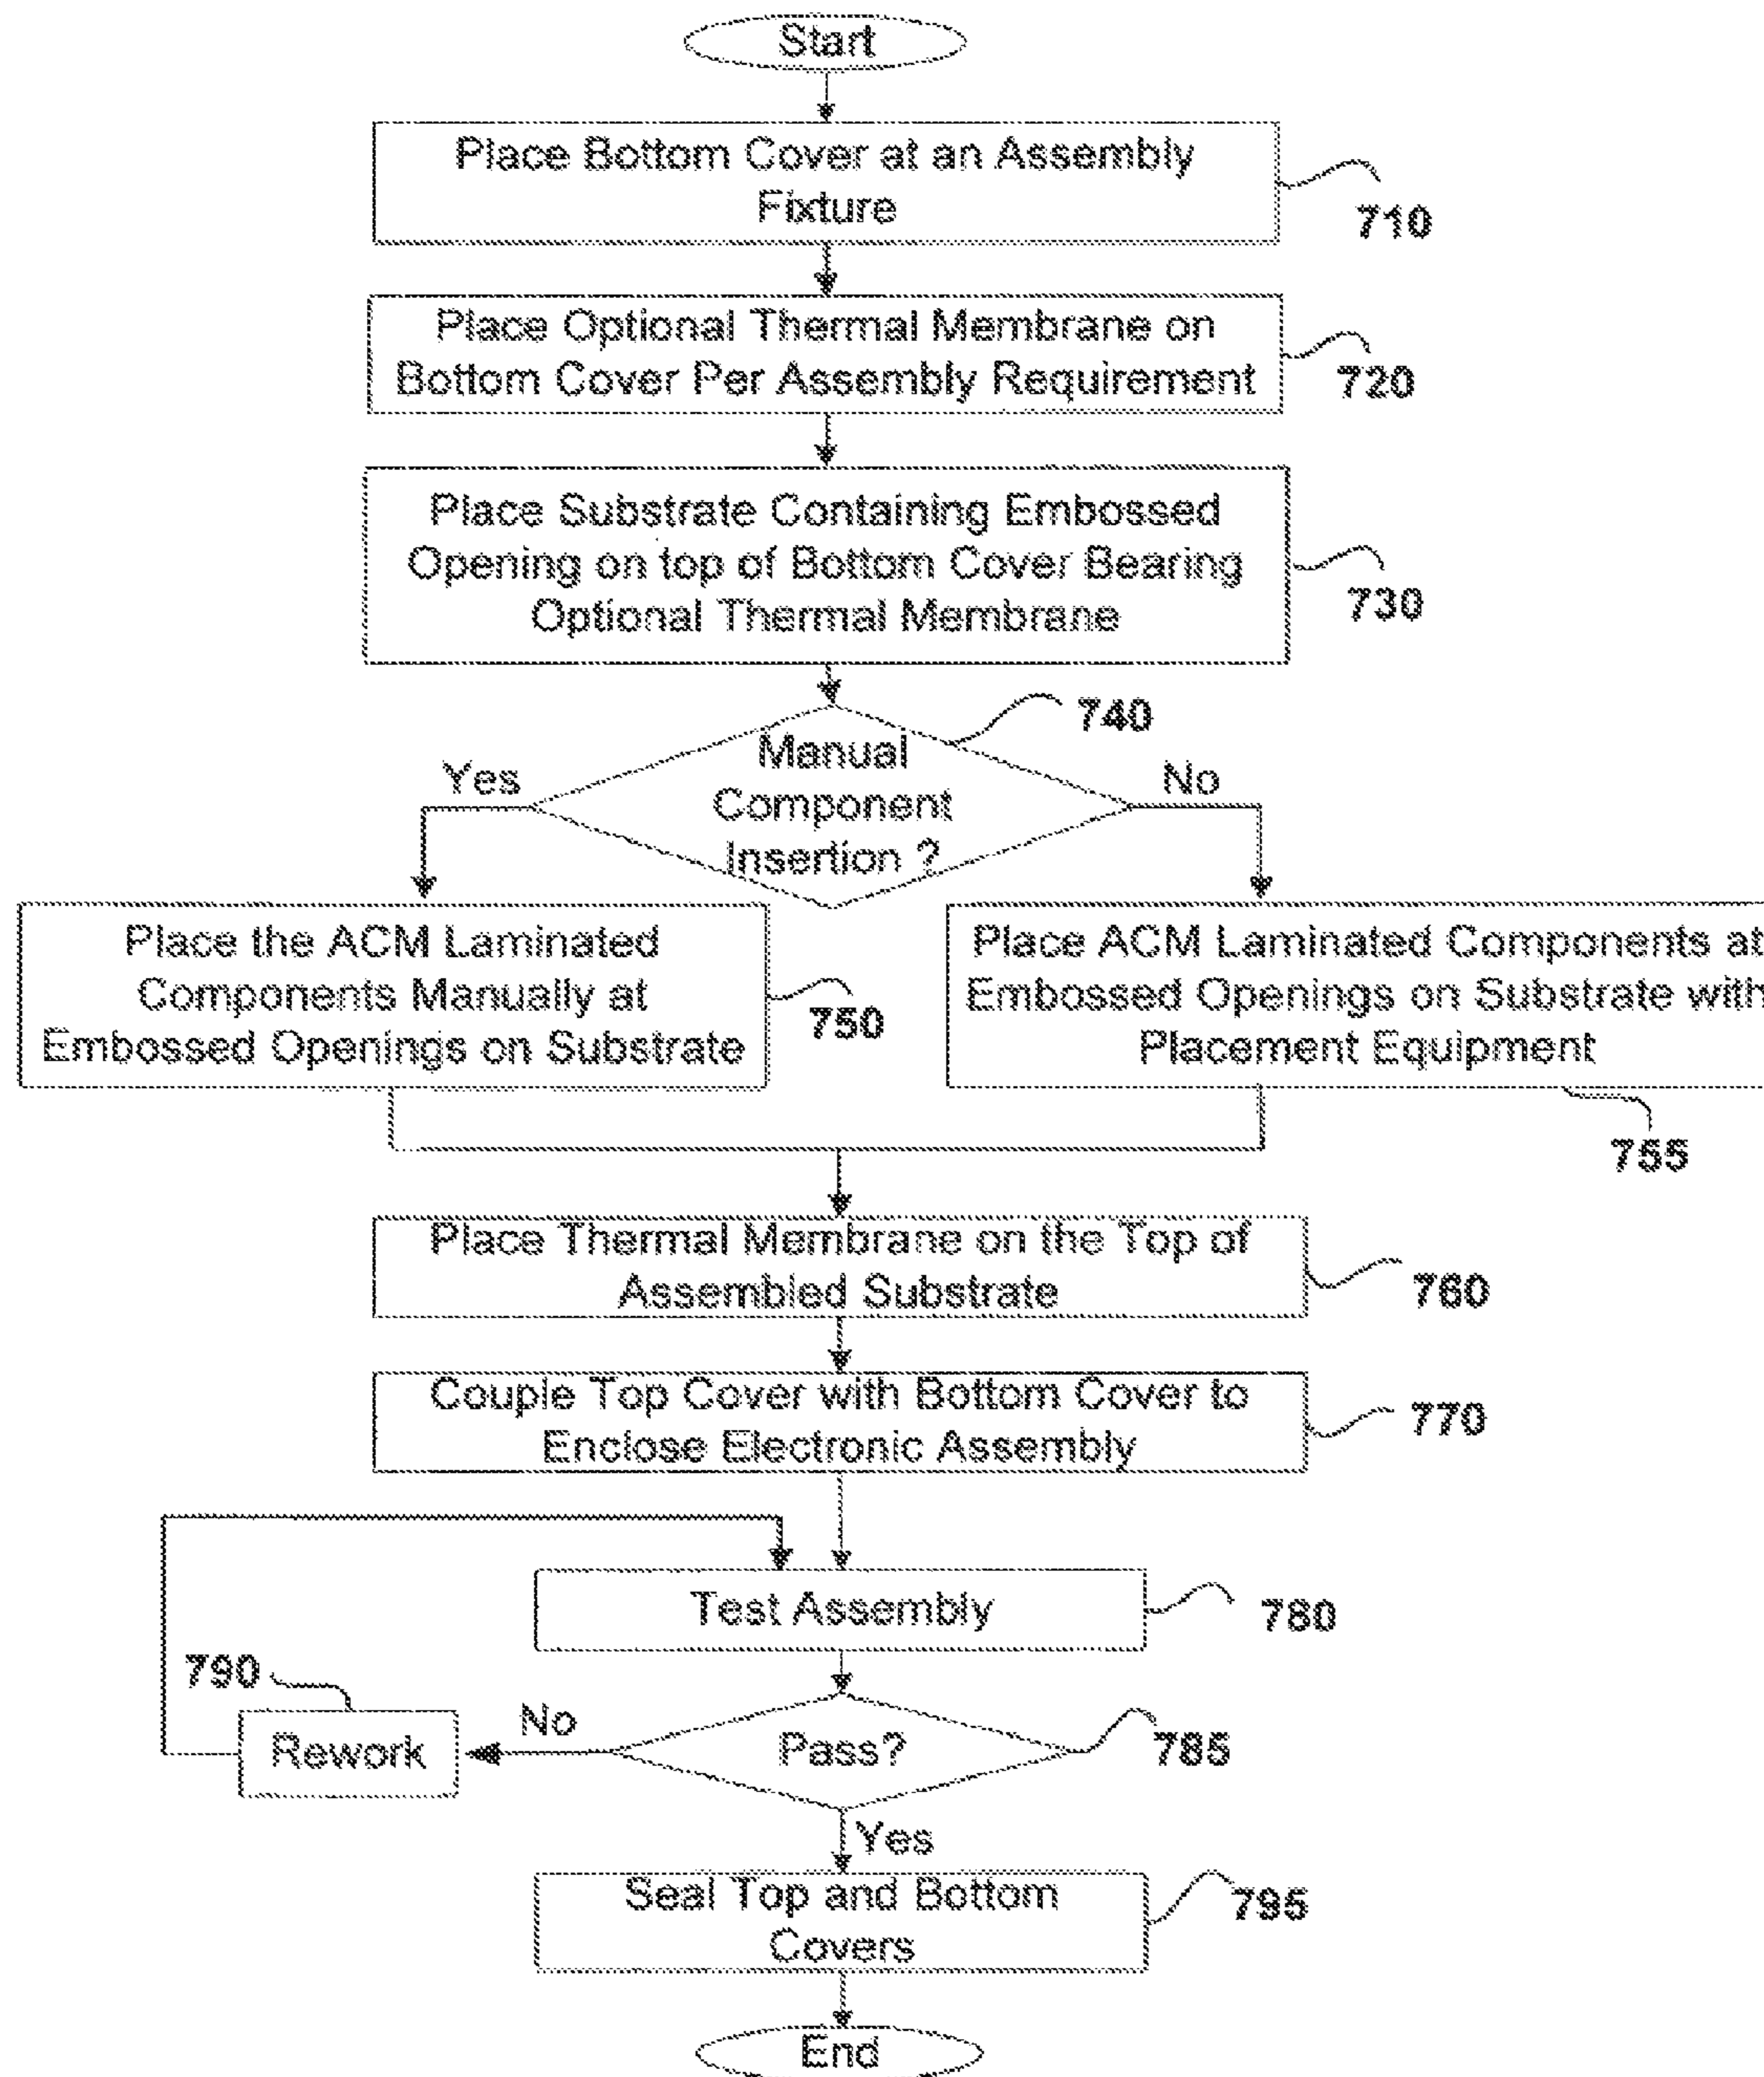 Start
Place Bottom Cover at an Assembly
Fixture
710
Place Optional Thermal Membrane on
Bottom Cover Per Assembly Requirement
720
Place Substrate Containing Embossed
Opening on top of Bottom Cover Bearing
Optional Thermal Membrane
730
740
Manual
Component
Insertion ?
Yes
No
Place the ACM Laminated
Components Manually at
Embossed Openings on Substrate
750
Place ACM Laminated Components at
Embossed Openings on Substrate with
Placement Equipment
755
Place Thermal Membrane on the Top of
Assembled Substrate
760
Couple Top Cover with Bottom Cover to
Enclose Electronic Assembly
770
Test Assembly
780
790
Rework
No
Pass?
785
Yes
Seal Top and Bottom
Covers
795
End